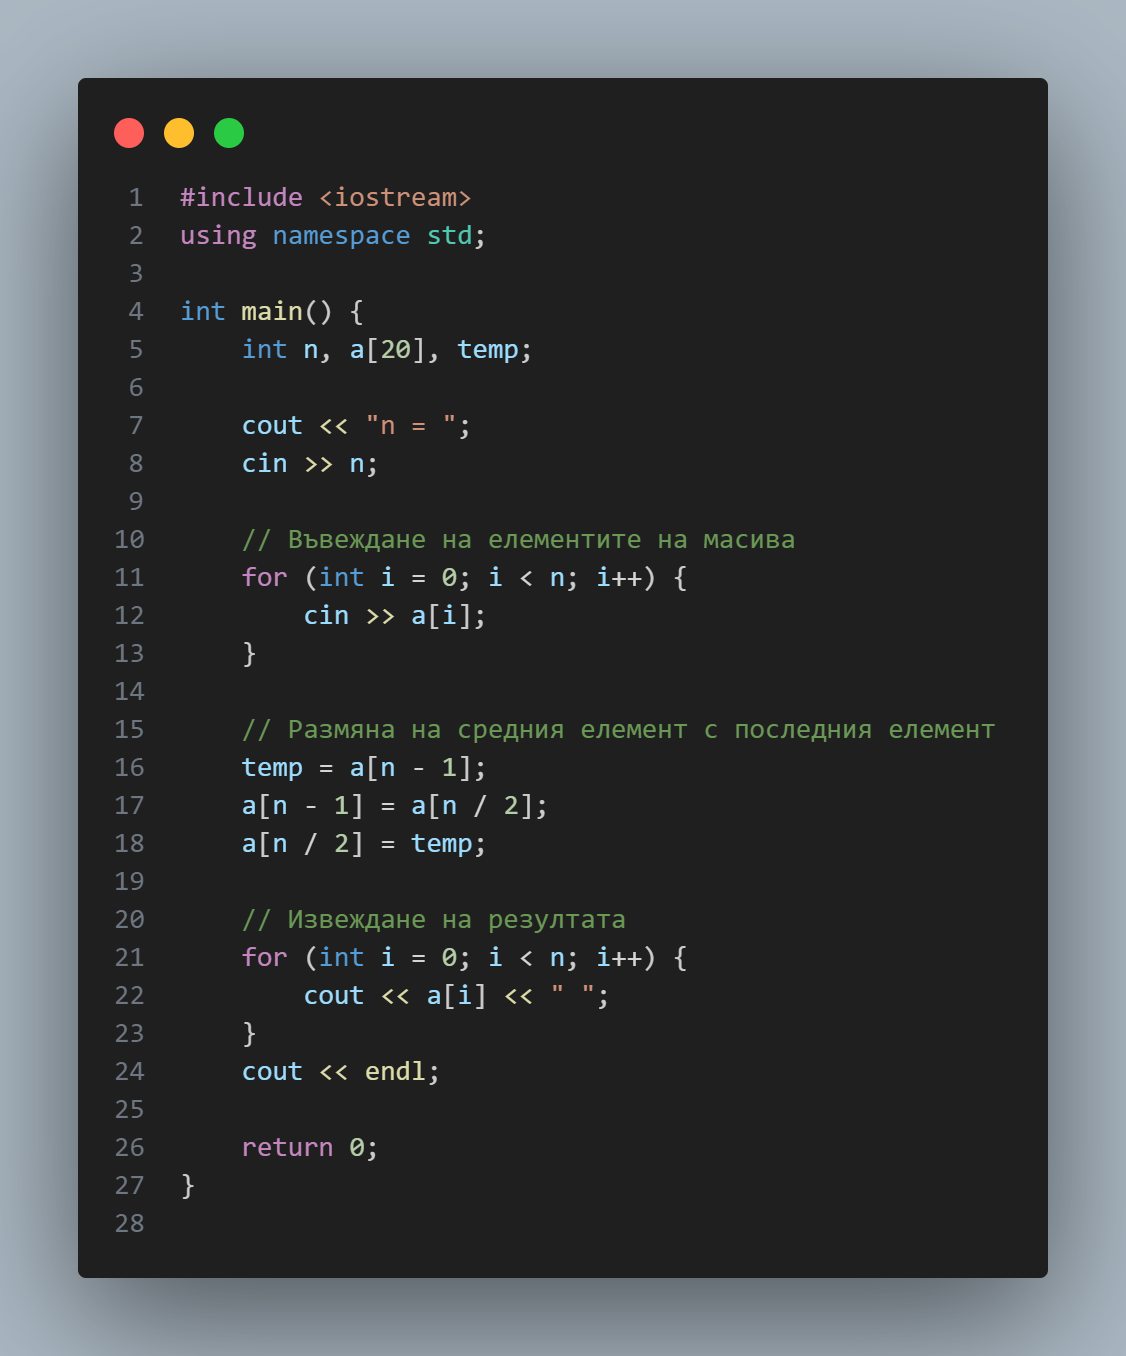 1 #include <iostream>
2 using namespace std;
3
4 int main() {
5     int n, a[20], temp;
6
7     cout << "n = ";
8     cin >> n;
9
10     // Въвеждане на елементите на масива
11     for (int i = 0; i < n; i++) {
12         cin >> a[i];
13     }
14
15     // Размяна на средния елемент с последния елемент
16     temp = a[n - 1];
17     a[n - 1] = a[n / 2];
18     a[n / 2] = temp;
19
20     // Извеждане на резултата
21     for (int i = 0; i < n; i++) {
22         cout << a[i] << " ";
23     }
24     cout << endl;
25
26     return 0;
27 }
28